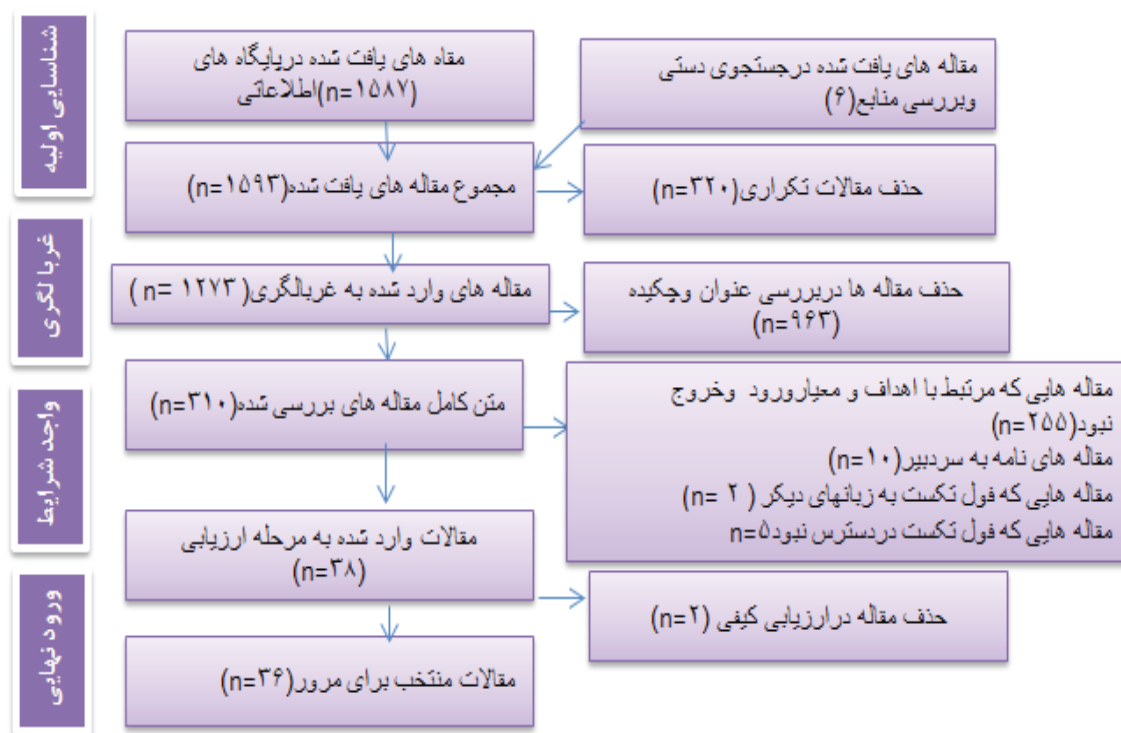 شناسایی اولیه
مقاه های یافت شده درپایگاه های
اطلاعاتی(n=۱۵۸۷)
مقاله های یافت شده درجستجوی دستی
وبررسی منابع(۶)
مجموع مقاله های یافت شده(n=۱۵۹۳)
حذف مقالات تکراری(n=۳۲۰)
غربا لگری
مقاله های وارد شده به غربالگری( n= ۱۲۷۳ )
حذف مقاله ها دربررسی عنوان وچکیده
(n=۹۶۳)
واجد شرایط
متن کامل مقاله های بررسی شده(n=۳۱۰)
مقاله هایی که مرتبط با اهداف و معیارورود وخروج
نبود(n=۲۵۵)
مقاله های نامه به سردبیر(n=۱۰)
مقاله هایی که فول تکست به زبانهای دیگر ( n= ۲ )
مقاله هایی که فول تکست دردسترس نبودn=۵
مقالات وارد شده به مرحله ارزیابی
(n=۳۸)
ورود نهایی
حذف مقاله درارزیابی کیفی (n=۲)
مقالات منتخب برای مرور(n=۳۶)